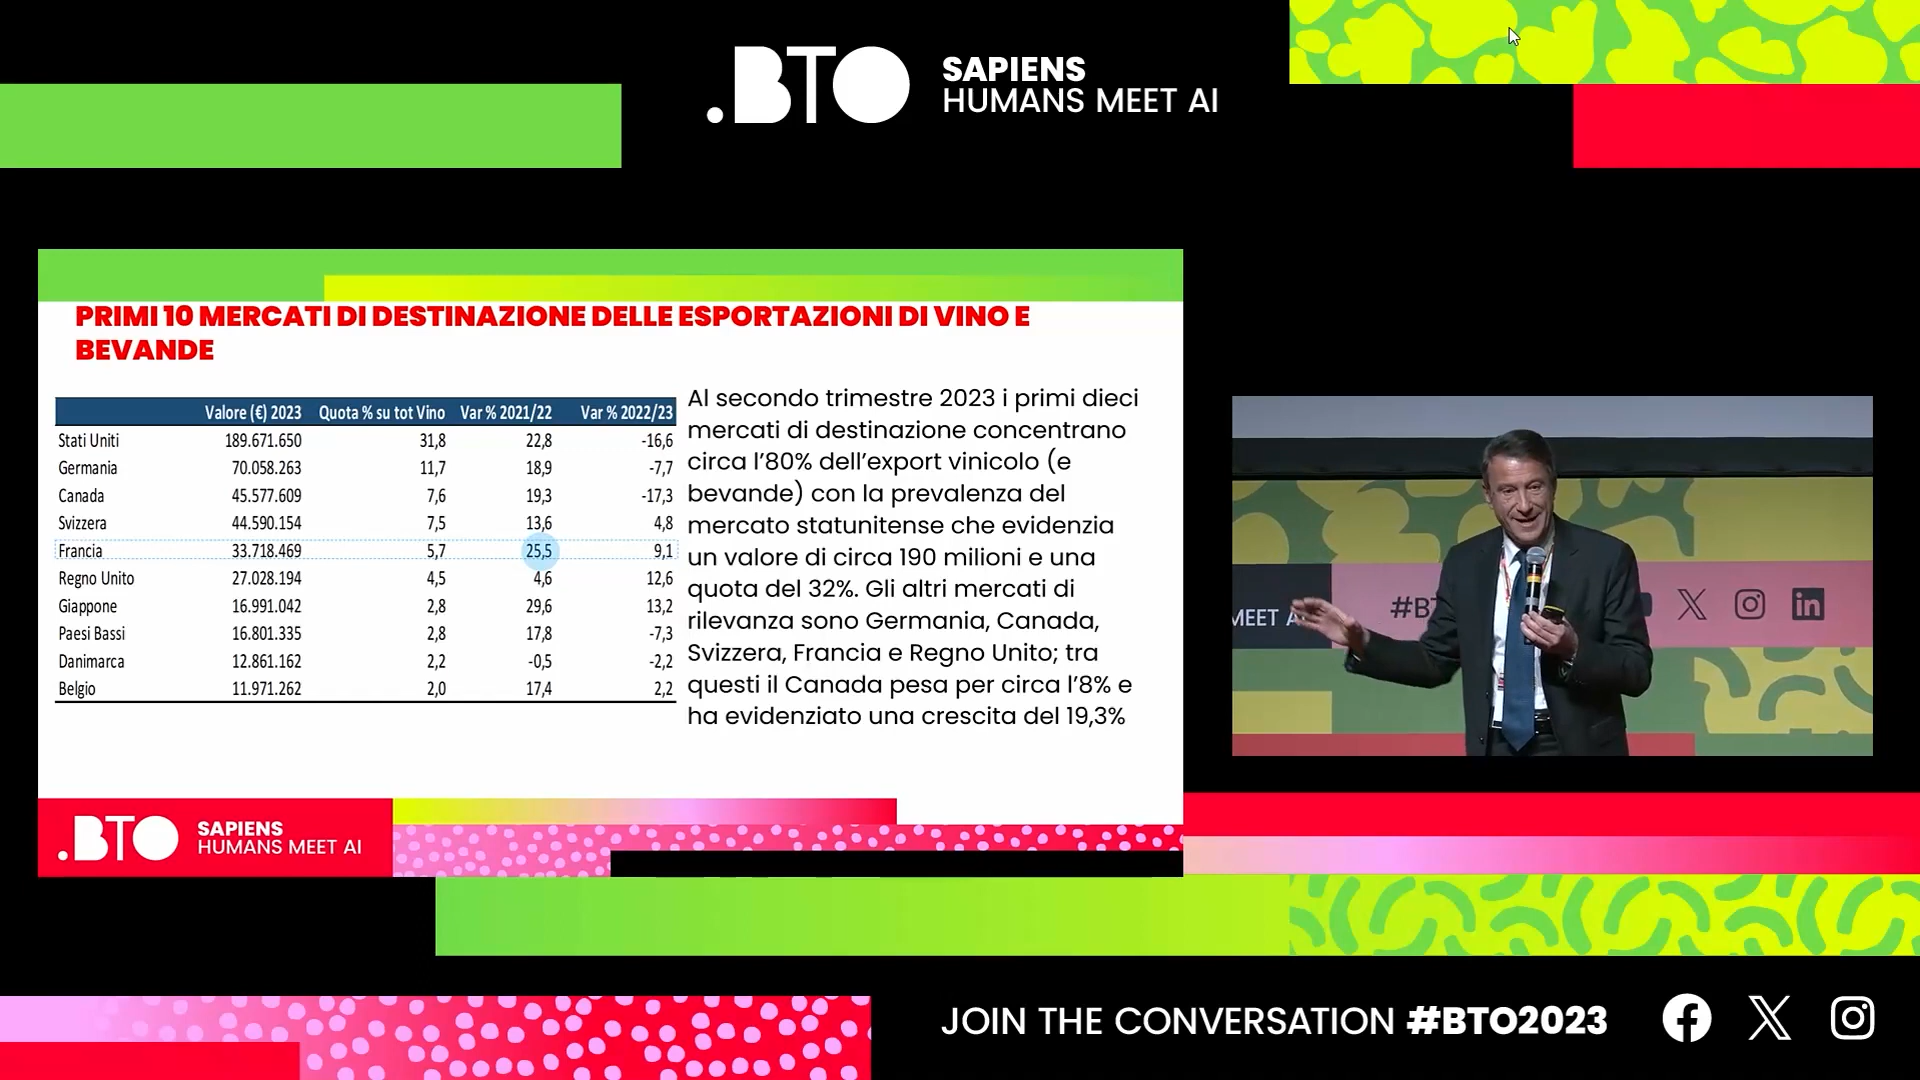 .BTO SAPIENS
HUMANS MEET AI
PRIMI 10 MERCATI DI DESTINAZIONE DELLE ESPORTAZIONI DI VINO E
BEVANDE
Valore (€) 2023 Quota % su tot Vino Var % 2021/22 Var % 2022/23
Stati Uniti 189.671.650 31,8 22,8 -16,6
Germania 70.058.263 11,7 18,9 -7,7
Canada 45.577.609 7,6 19,3 -17,3
Svizzera 44.590.154 7,5 13,6 4,8
Francia 33.718.469 5,7 25,5 9,1
Regno Unito 27.028.194 4,5 4,6 12,6
Giappone 16.991.042 2,8 29,6 13,2
Paesi Bassi 16.801.335 2,8 17,8 -7,3
Danimarca 12.861.162 2,2 -0,5 -2,2
Belgio 11.971.262 2,0 17,4 2,2
Al secondo trimestre 2023 i primi dieci
mercati di destinazione concentrano
circa l'80% dell'export vinicolo (e
bevande) con la prevalenza del
mercato statunitense che evidenzia
un valore di circa 190 milioni e una
quota del 32%. Gli altri mercati di
rilevanza sono Germania, Canada,
Svizzera, Francia e Regno Unito; tra
questi il Canada pesa per circa l'8% e
ha evidenziato una crescita del 19,3%
MEET A
#BT
in
.BTO SAPIENS
HUMANS MEET AI
JOIN THE CONVERSATION #BTO2023